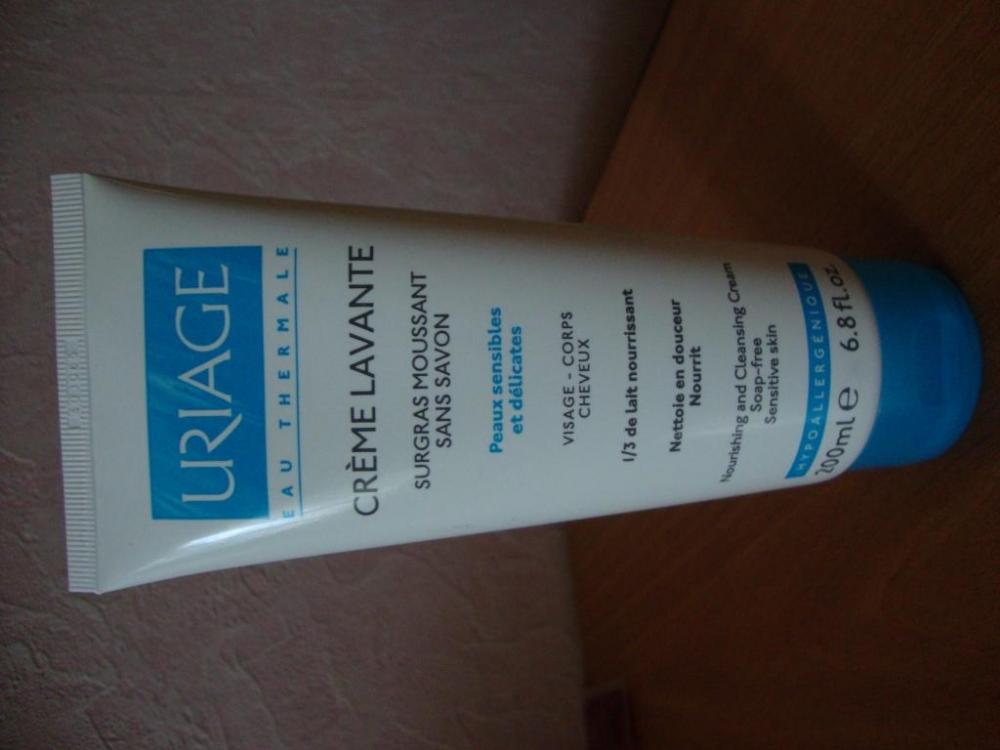 URIAGE
EAU THERMALE
CRÈME LAVANTE
SURGRAS MOUSSANT
SANS SAVON
Peaux sensibles
et délicates
VISAGE - CORPS
CHEVEUX
1/3 de lait nourrissant
Nettoie en douceur
Nourrit
Nourishing and Cleansing Cream
Soap-free
Sensitive skin
HYPOALLERGÉNIQUE
200ml e 6.8 fl.oz.